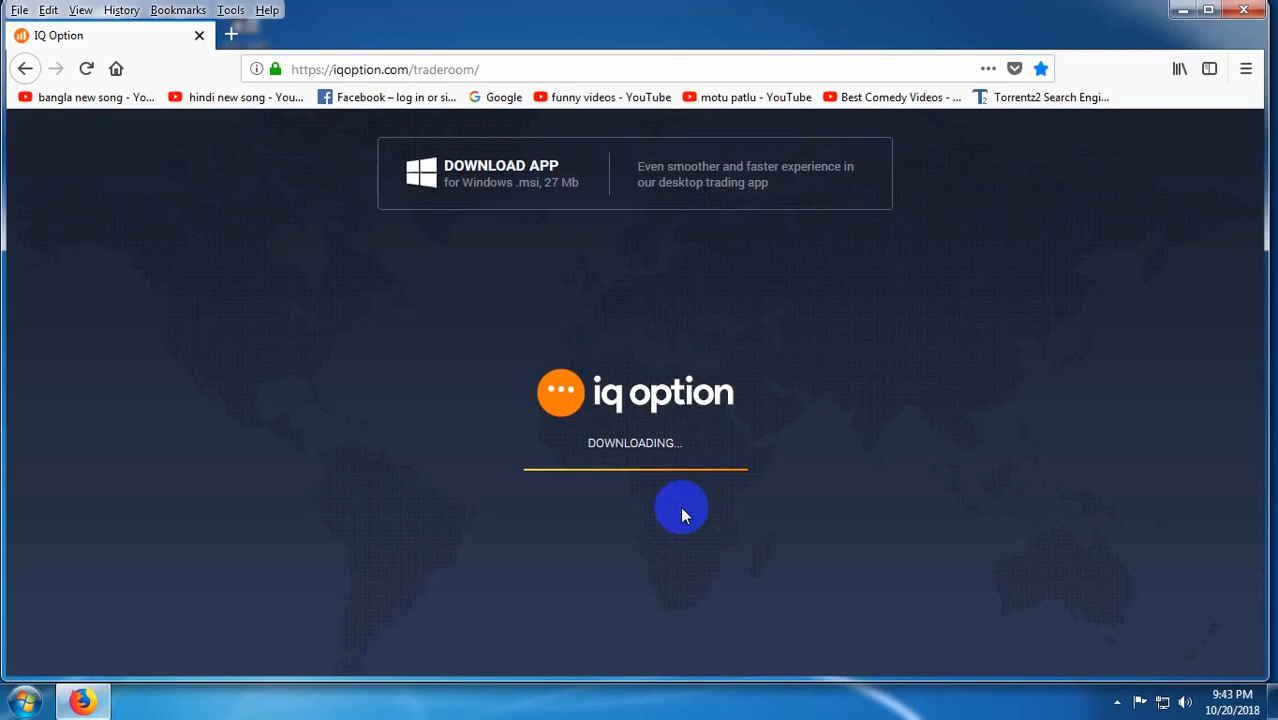 File Edit View History Bookmarks Tools Help
IQ Option
https://iqoption.com/traderoom/
bangla new song - Yo... hindi new song - You... Facebook – log in or si... Google funny videos - YouTube motu patlu - YouTube Best Comedy Videos - ... Torrentz2 Search Engi...
DOWNLOAD APP
for Windows .msi, 27 Mb
Even smoother and faster experience in
our desktop trading app
iq option
DOWNLOADING...
9:43 PM
10/20/2018